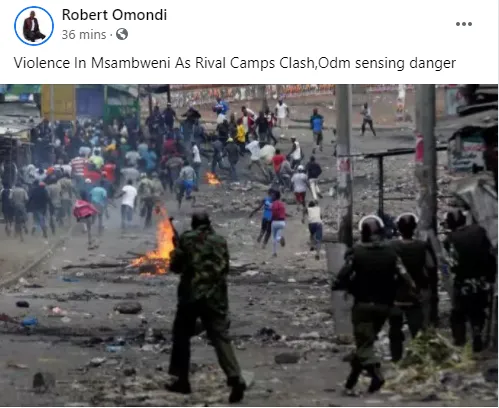 Robert Omondi
36 mins ·
Violence In Msambweni As Rival Camps Clash,Odm sensing danger